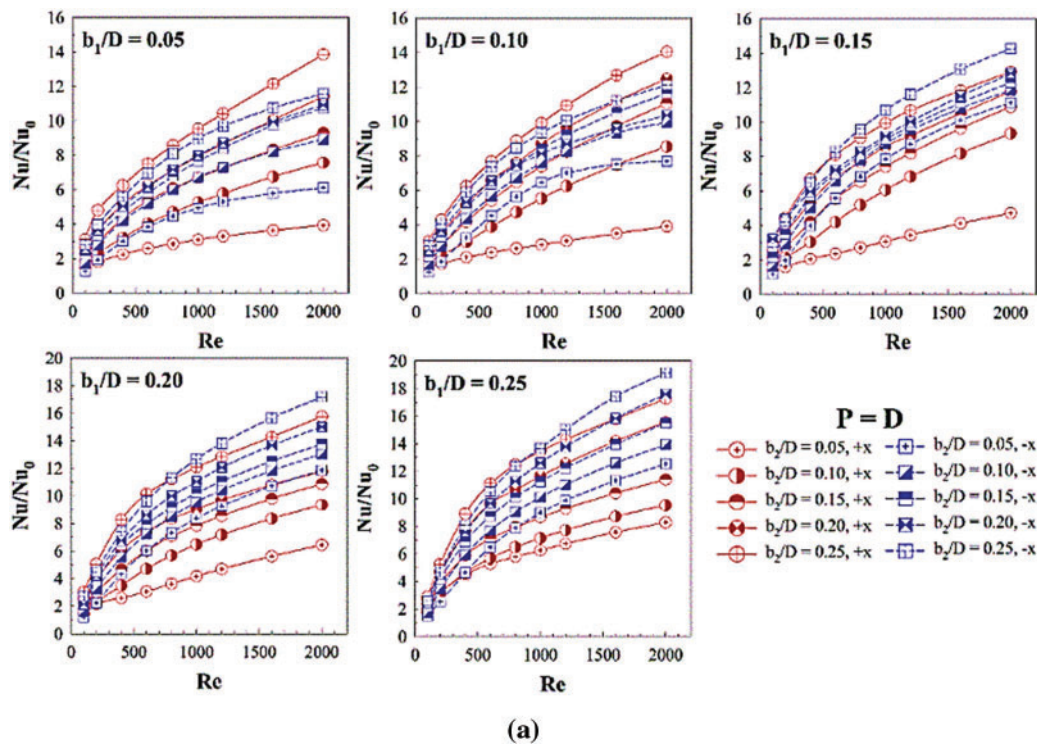 b₁/D = 0.05
16
14
12
10
8
6
4
2
0
Nu/Nu₀
0 500 1000 1500 2000
Re
b₁/D = 0.10
16
14
12
10
8
6
4
2
0
Nu/Nu₀
0 500 1000 1500 2000
Re
b₁/D = 0.15
16
14
12
10
8
6
4
2
0
Nu/Nu₀
0 500 1000 1500 2000
Re
b₁/D = 0.20
20
18
16
14
12
10
8
6
4
2
0
Nu/Nu₀
0 500 1000 1500 2000
Re
b₁/D = 0.25
20
18
16
14
12
10
8
6
4
2
0
Nu/Nu₀
0 500 1000 1500 2000
Re
P = D
b₂/D = 0.05, +x b₂/D = 0.05, -x
b₂/D = 0.10, +x b₂/D = 0.10, -x
b₂/D = 0.15, +x b₂/D = 0.15, -x
b₂/D = 0.20, +x b₂/D = 0.20, -x
b₂/D = 0.25, +x b₂/D = 0.25, -x
(a)